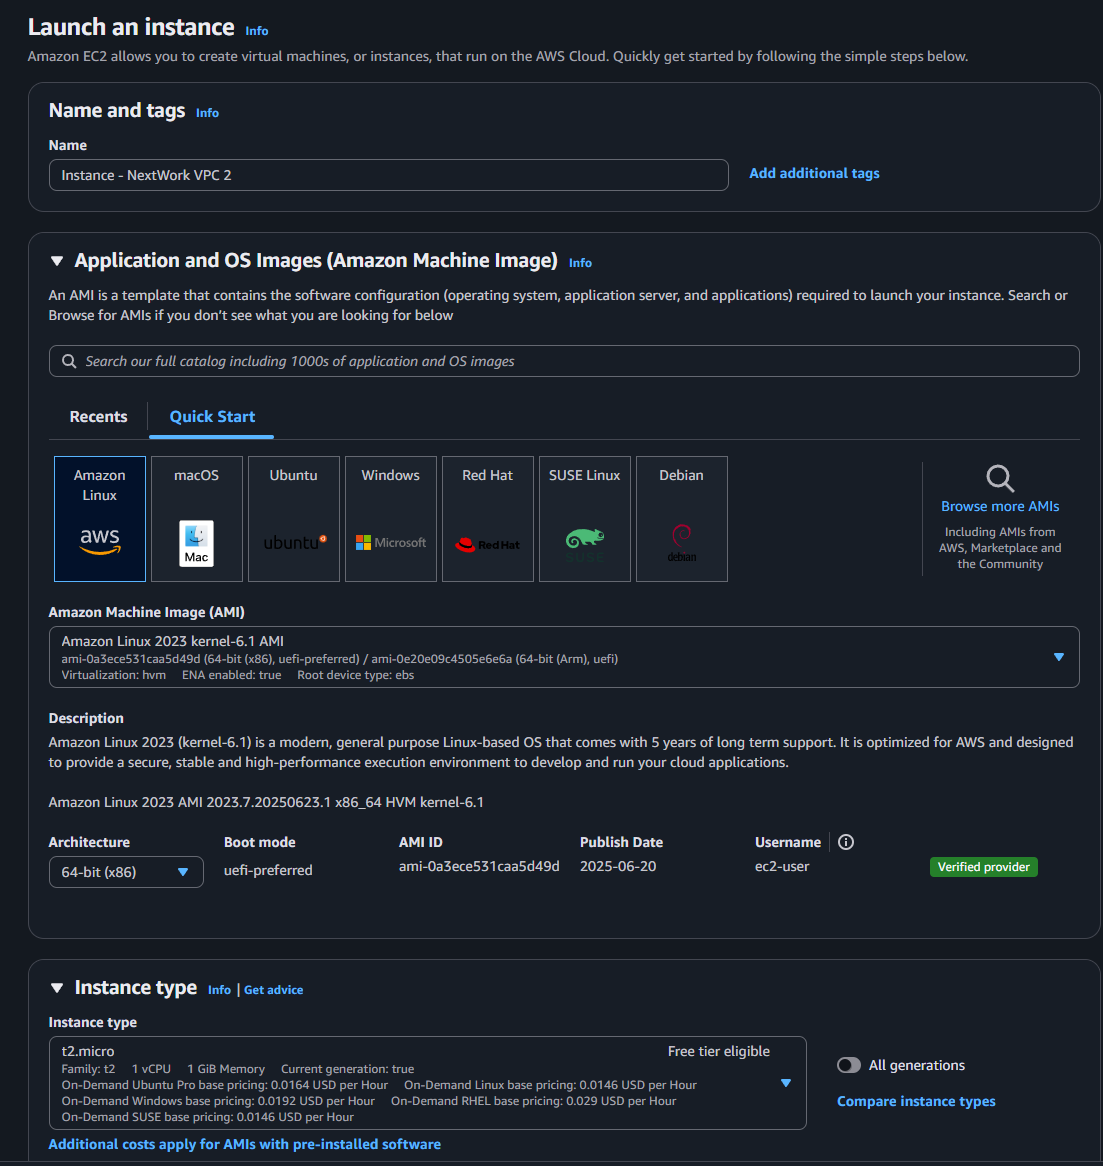 Launch an instance Info
Amazon EC2 allows you to create virtual machines, or instances, that run on the AWS Cloud. Quickly get started by following the simple steps below.
Name and tags Info
Name
Instance - NextWork VPC 2
Add additional tags
Application and OS Images (Amazon Machine Image) Info
An AMI is a template that contains the software configuration (operating system, application server, and applications) required to launch your instance. Search or
Browse for AMIs if you don’t see what you are looking for below
Search our full catalog including 1000s of application and OS images
Recents
Quick Start
Amazon
Linux
aws
macOS
Mac
Ubuntu
ubuntu
Windows
Microsoft
Red Hat
Red Hat
SUSE Linux
SUSE
Debian
debian
Browse more AMIs
Including AMIs from
AWS, Marketplace and
the Community
Amazon Machine Image (AMI)
Amazon Linux 2023 kernel-6.1 AMI
ami-0a3ece531caa5d49d (64-bit (x86), uefi-preferred) / ami-0e20e09c4505e6e6a (64-bit (Arm), uefi)
Virtualization: hvm ENA enabled: true Root device type: ebs
Description
Amazon Linux 2023 (kernel-6.1) is a modern, general purpose Linux-based OS that comes with 5 years of long term support. It is optimized for AWS and designed
to provide a secure, stable and high-performance execution environment to develop and run your cloud applications.
Amazon Linux 2023 AMI 2023.7.20250623.1 x86_64 HVM kernel-6.1
Architecture
64-bit (x86)
Boot mode
uefi-preferred
AMI ID
ami-0a3ece531caa5d49d
Publish Date
2025-06-20
Username
ec2-user
Verified provider
Instance type Info | Get advice
Instance type
t2.micro Free tier eligible
Family: t2 1 vCPU 1 GiB Memory Current generation: true
On-Demand Ubuntu Pro base pricing: 0.0164 USD per Hour On-Demand Linux base pricing: 0.0146 USD per Hour
On-Demand Windows base pricing: 0.0192 USD per Hour On-Demand RHEL base pricing: 0.029 USD per Hour
On-Demand SUSE base pricing: 0.0146 USD per Hour
All generations
Compare instance types
Additional costs apply for AMIs with pre-installed software